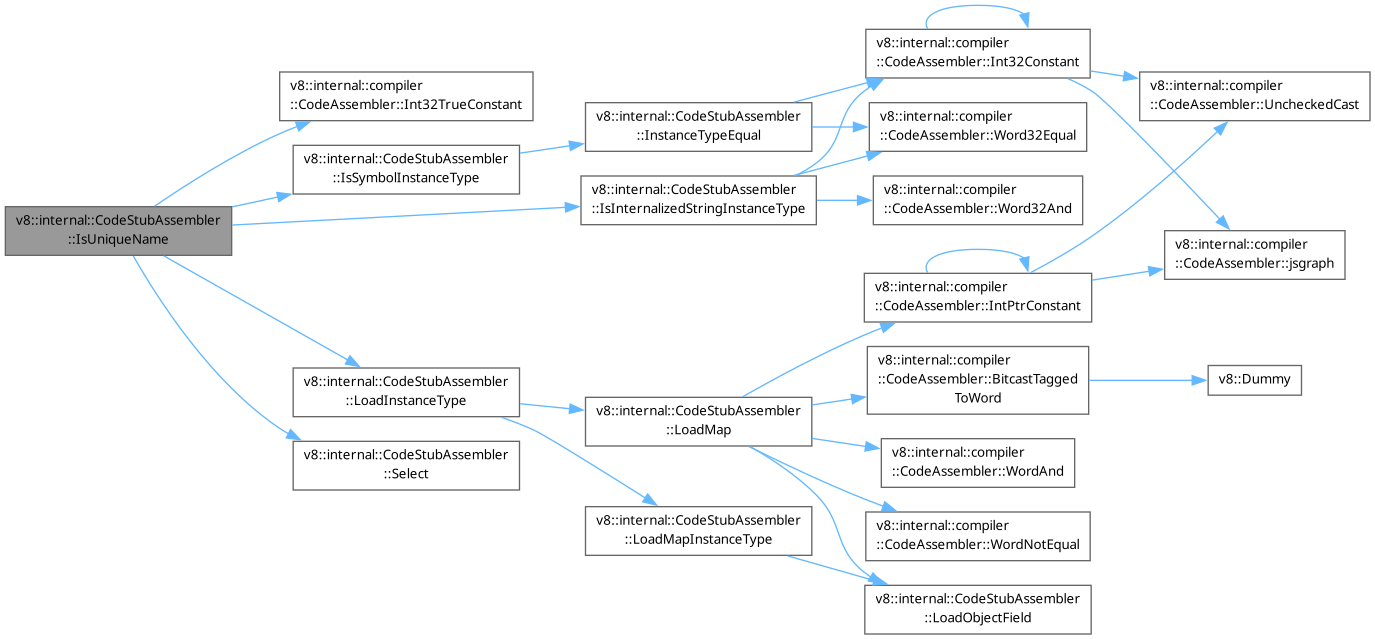 v8::internal::CodeStubAssembler
::IsUniqueName
v8::internal::compiler
::CodeAssembler::Int32TrueConstant
v8::internal::CodeStubAssembler
::IsSymbolInstanceType
v8::internal::CodeStubAssembler
::InstanceTypeEqual
v8::internal::compiler
::CodeAssembler::Int32Constant
v8::internal::compiler
::CodeAssembler::UncheckedCast
v8::internal::compiler
::CodeAssembler::jsgraph
v8::internal::compiler
::CodeAssembler::Word32Equal
v8::internal::CodeStubAssembler
::IsInternalizedStringInstanceType
v8::internal::compiler
::CodeAssembler::Word32And
v8::internal::CodeStubAssembler
::LoadInstanceType
v8::internal::CodeStubAssembler
::LoadMap
v8::internal::compiler
::CodeAssembler::IntPtrConstant
v8::internal::compiler
::CodeAssembler::BitcastTagged
ToWord
v8::Dummy
v8::internal::compiler
::CodeAssembler::WordAnd
v8::internal::compiler
::CodeAssembler::WordNotEqual
v8::internal::CodeStubAssembler
::LoadObjectField
v8::internal::CodeStubAssembler
::LoadMapInstanceType
v8::internal::CodeStubAssembler
::Select